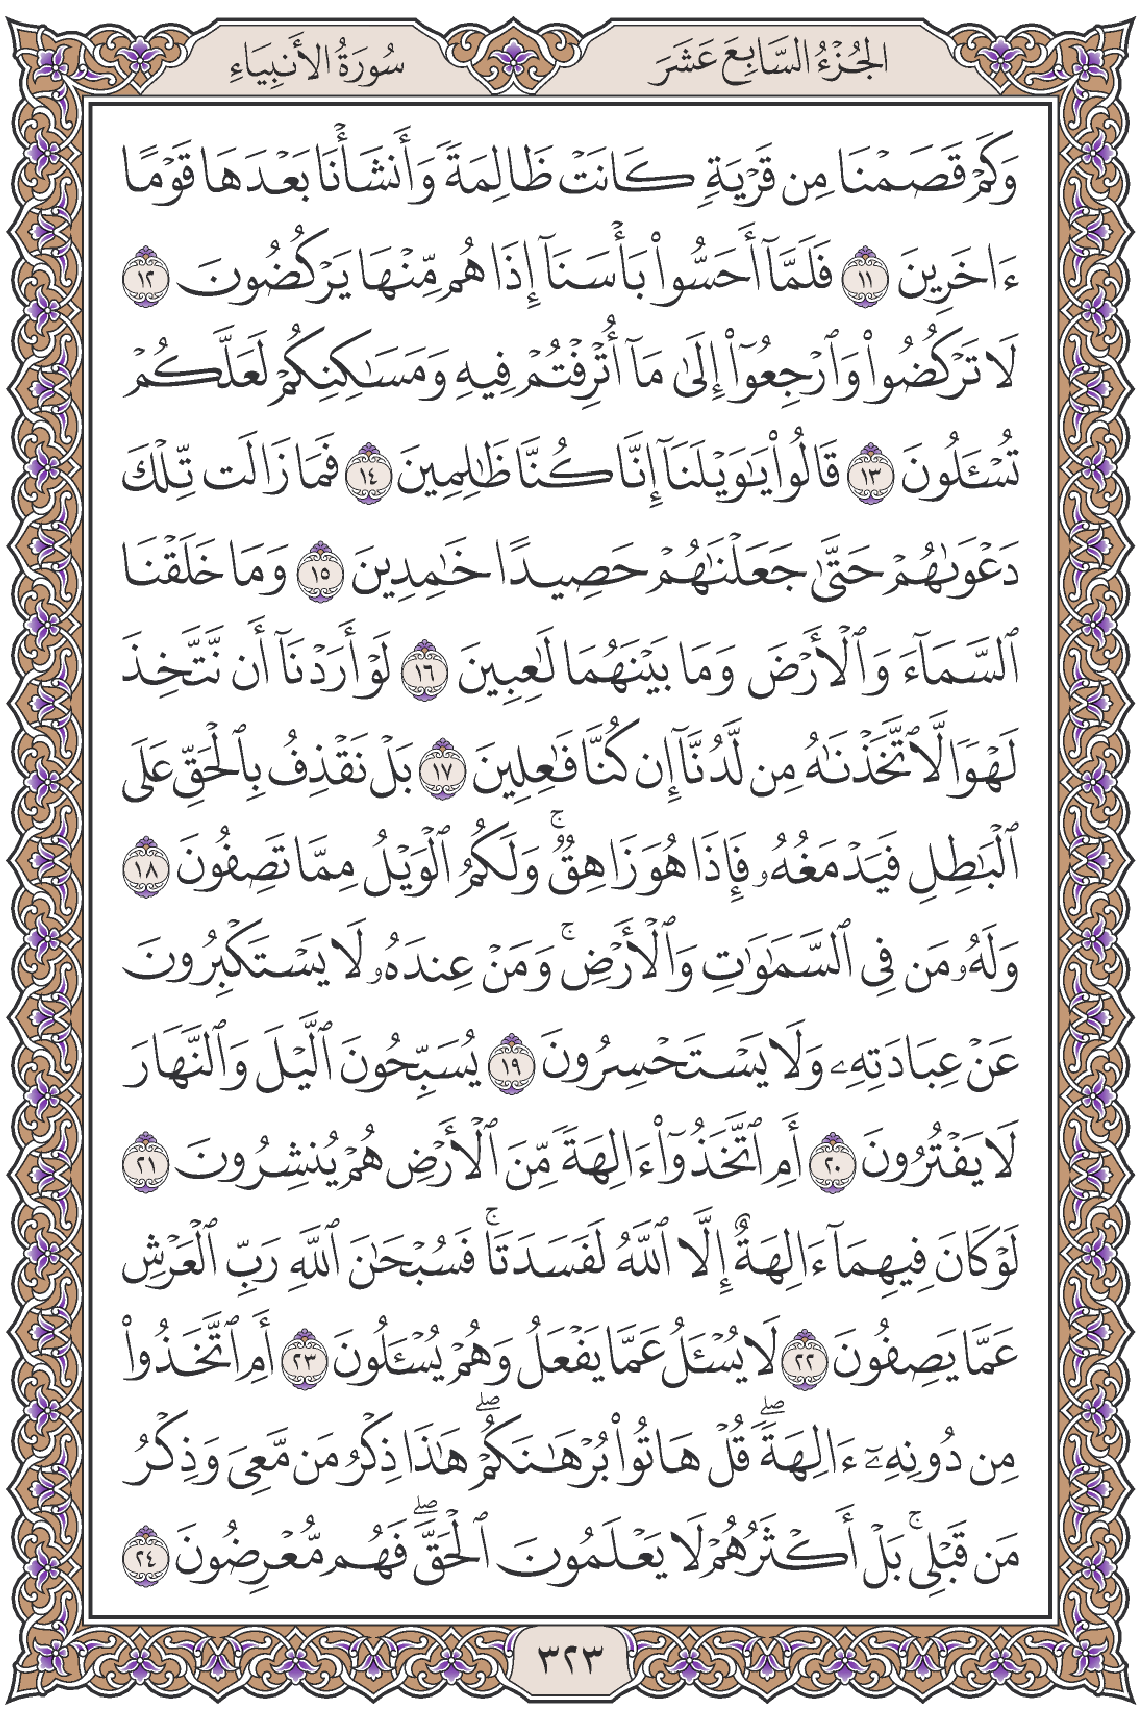 الجُزْءُ السَّابِعَ عَشَرَ
سُورَةُ الأَنبِيَاءِ
وَكَمْ قَصَمْنَا مِن قَرْيَةٍ كَانَتْ ظَالِمَةً وَأَنشَأْنَا بَعْدَهَا قَوْمًا
ءَاخَرِينَ ١١ فَلَمَّآ أَحَسُّوا۟ بَأْسَنَآ إِذَا هُم مِّنْهَا يَرْكُضُونَ ١٢
لَا تَرْكُضُوا۟ وَٱرْجِعُوٓا۟ إِلَىٰ مَآ أُتْرِفْتُمْ فِيهِ وَمَسَـٰكِنِكُمْ لَعَلَّكُمْ
تُسْـَٔلُونَ ١٣ قَالُوا۟ يَـٰوَيْلَنَآ إِنَّا كُنَّا ظَـٰلِمِينَ ١٤ فَمَا زَالَت تِّلْكَ
دَعْوَىٰهُمْ حَتَّىٰ جَعَلْنَـٰهُمْ حَصِيدًا خَـٰمِدِينَ ١٥ وَمَا خَلَقْنَا
ٱلسَّمَآءَ وَٱلْأَرْضَ وَمَا بَيْنَهُمَا لَـٰعِبِينَ ١٦ لَوْ أَرَدْنَآ أَن نَّتَّخِذَ
لَهْوًا لَّٱتَّخَذْنَـٰهُ مِن لَّدُنَّآ إِن كُنَّا فَـٰعِلِينَ ١٧ بَلْ نَقْذِفُ بِٱلْحَقِّ عَلَى
ٱلْبَـٰطِلِ فَيَدْمَغُهُۥ فَإِذَا هُوَ زَاهِقٌ ۚ وَلَكُمُ ٱلْوَيْلُ مِمَّا تَصِفُونَ ١٨
وَلَهُۥ مَن فِى ٱلسَّمَـٰوَٰتِ وَٱلْأَرْضِ ۚ وَمَنْ عِندَهُۥ لَا يَسْتَكْبِرُونَ
عَنْ عِبَادَتِهِۦ وَلَا يَسْتَحْسِرُونَ ١٩ يُسَبِّحُونَ ٱلَّيْلَ وَٱلنَّهَارَ
لَا يَفْتُرُونَ ٢٠ أَمِ ٱتَّخَذُوٓا۟ ءَالِهَةً مِّنَ ٱلْأَرْضِ هُمْ يُنشِرُونَ ٢١
لَوْ كَانَ فِيهِمَآ ءَالِهَةٌ إِلَّا ٱللَّهُ لَفَسَدَتَا ۚ فَسُبْحَـٰنَ ٱللَّهِ رَبِّ ٱلْعَرْشِ
عَمَّا يَصِفُونَ ٢٢ لَا يُسْـَٔلُ عَمَّا يَفْعَلُ وَهُمْ يُسْـَٔلُونَ ٢٣ أَمِ ٱتَّخَذُوا۟
مِن دُونِهِۦٓ ءَالِهَةً ۖ قُلْ هَاتُوا۟ بُرْهَـٰنَكُمْ ۖ هَـٰذَا ذِكْرُ مَن مَّعِىَ وَذِكْرُ
مَن قَبْلِى ۚ بَلْ أَكْثَرُهُمْ لَا يَعْلَمُونَ ٱلْحَقَّ ۖ فَهُم مُّعْرِضُونَ ٢٤
٣٢٣